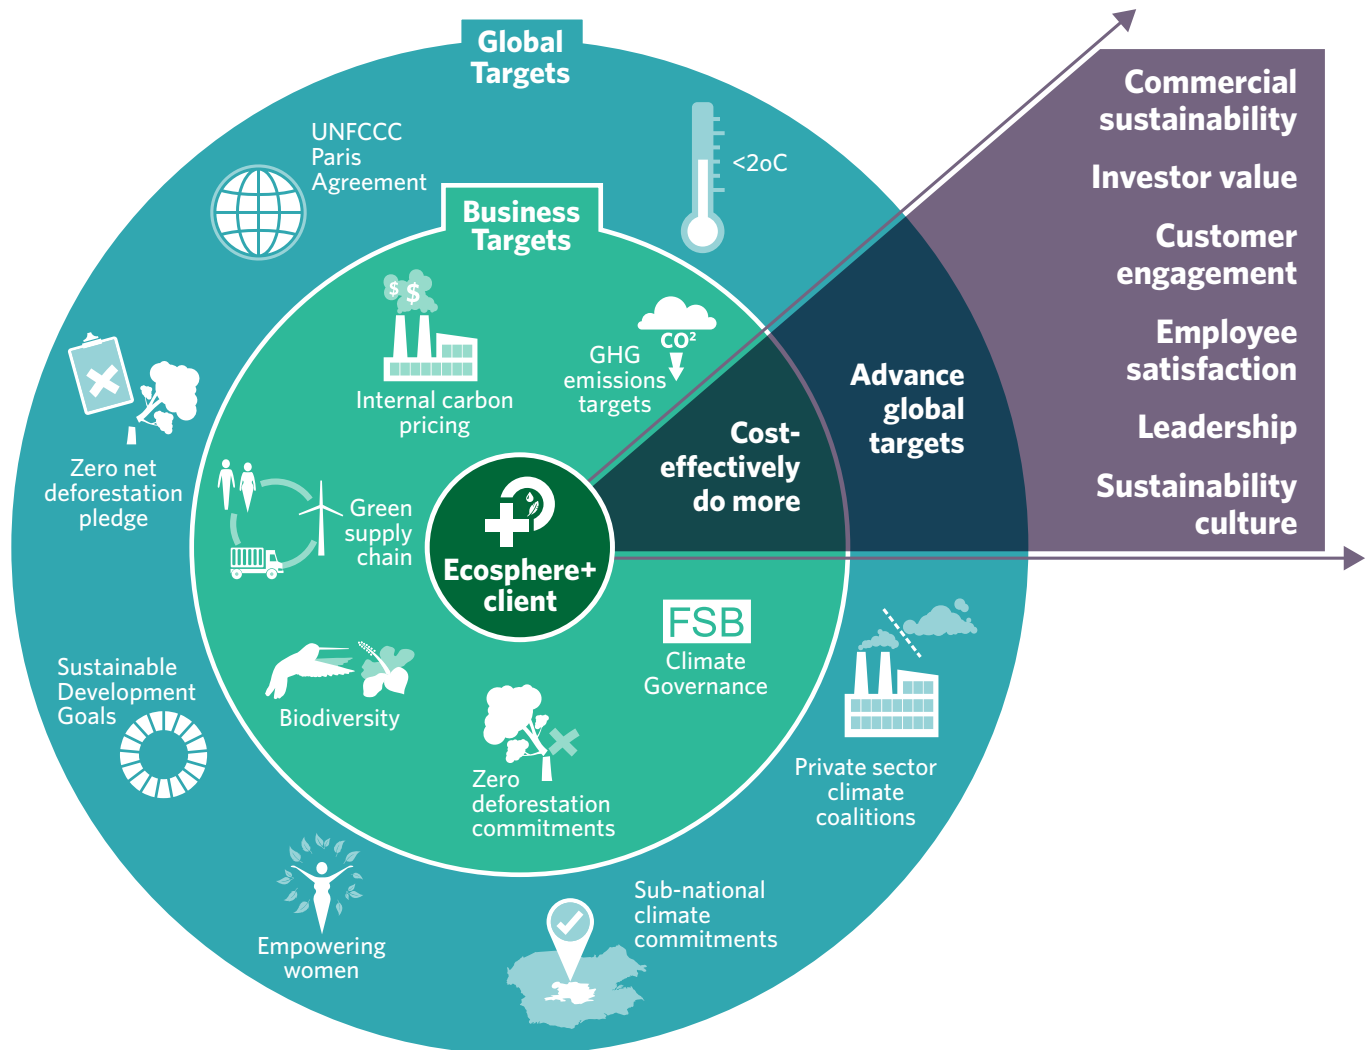 Global
Targets
UNFCCC
Paris
Agreement
<2oC
Business
Targets
$ $
Internal carbon
pricing
CO²
GHG
emissions
targets
Zero net
deforestation
pledge
Green
supply
chain
Ecosphere+
client
Cost-
effectively
do more
Advance
global
targets
Commercial
sustainability
Investor value
Customer
engagement
Employee
satisfaction
Leadership
Sustainability
culture
FSB
Climate
Governance
Biodiversity
Zero
deforestation
commitments
Sustainable
Development
Goals
Private sector
climate
coalitions
Empowering
women
Sub-national
climate
commitments